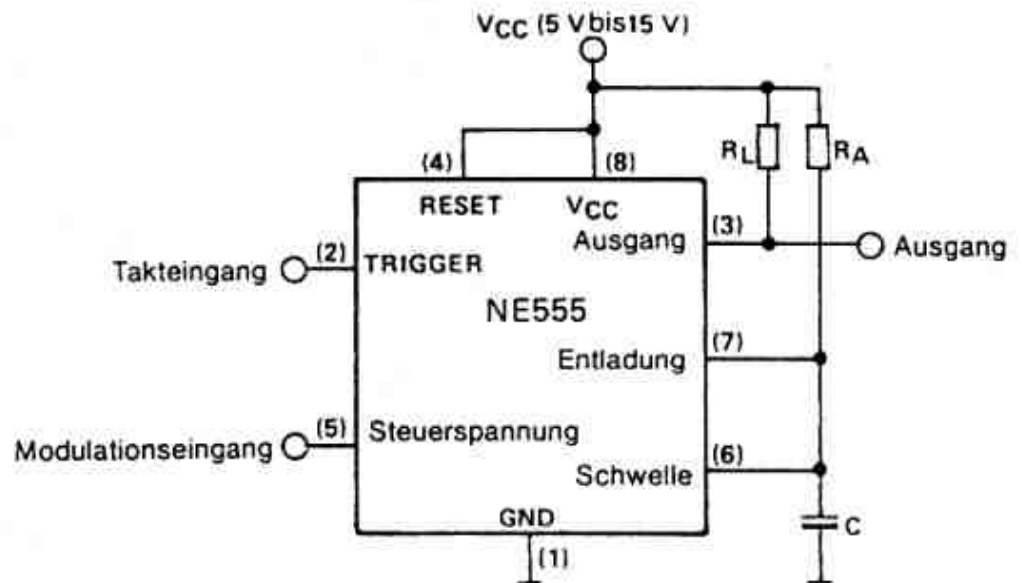 VCC (5 Vbis15 V)
RL
RA
(4)
(8)
RESET
VCC
(3)
Ausgang
Ausgang
(2)
Takteingang
TRIGGER
NE555
(7)
Entladung
(5)
Steuerspannung
Modulationseingang
(6)
Schwelle
C
GND
(1)